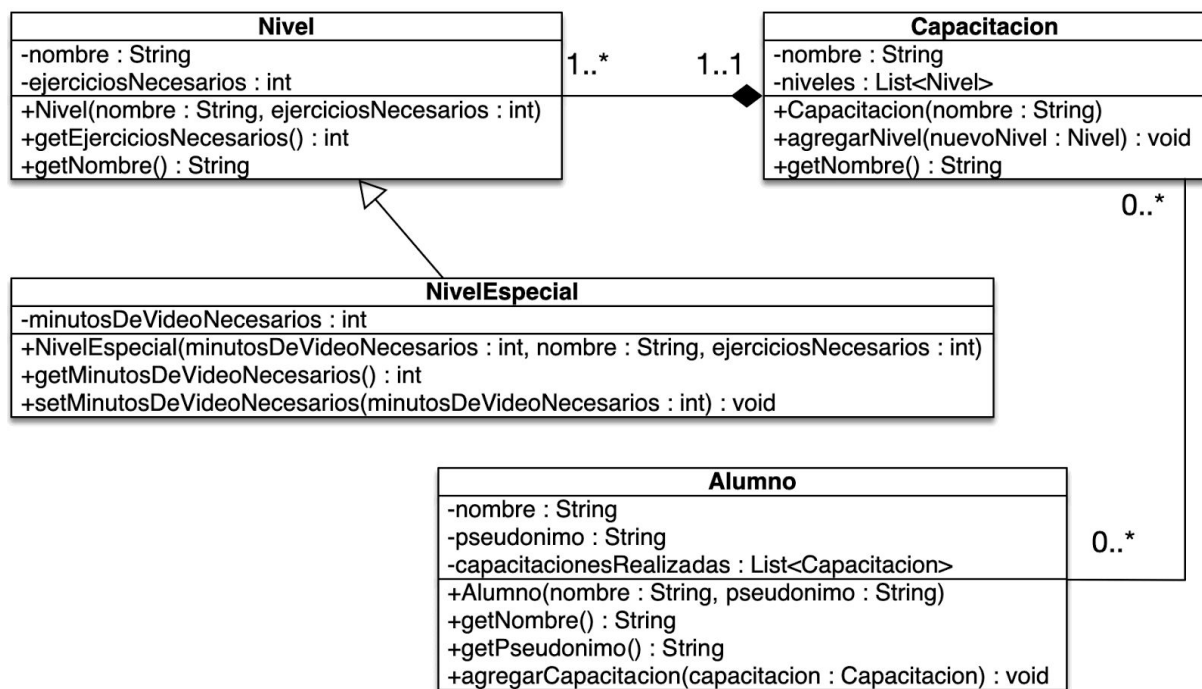 Nivel
-nombre : String
-ejerciciosNecesarios : int
+Nivel(nombre : String, ejerciciosNecesarios : int)
+getEjerciciosNecesarios() : int
+getNombre() : String
1..*
1..1
Capacitacion
-nombre : String
-niveles : List<Nivel>
+Capacitacion(nombre : String)
+agregarNivel(nuevoNivel : Nivel) : void
+getNombre() : String
0..*
NivelEspecial
-minutosDeVideoNecesarios : int
+NivelEspecial(minutosDeVideoNecesarios : int, nombre : String, ejerciciosNecesarios : int)
+getMinutosDeVideoNecesarios() : int
+setMinutosDeVideoNecesarios(minutosDeVideoNecesarios : int) : void
Alumno
-nombre : String
-pseudonimo : String
-capacitacionesRealizadas : List<Capacitacion>
+Alumno(nombre : String, pseudonimo : String)
+getNombre() : String
+getPseudonimo() : String
+agregarCapacitacion(capacitacion : Capacitacion) : void
0..*